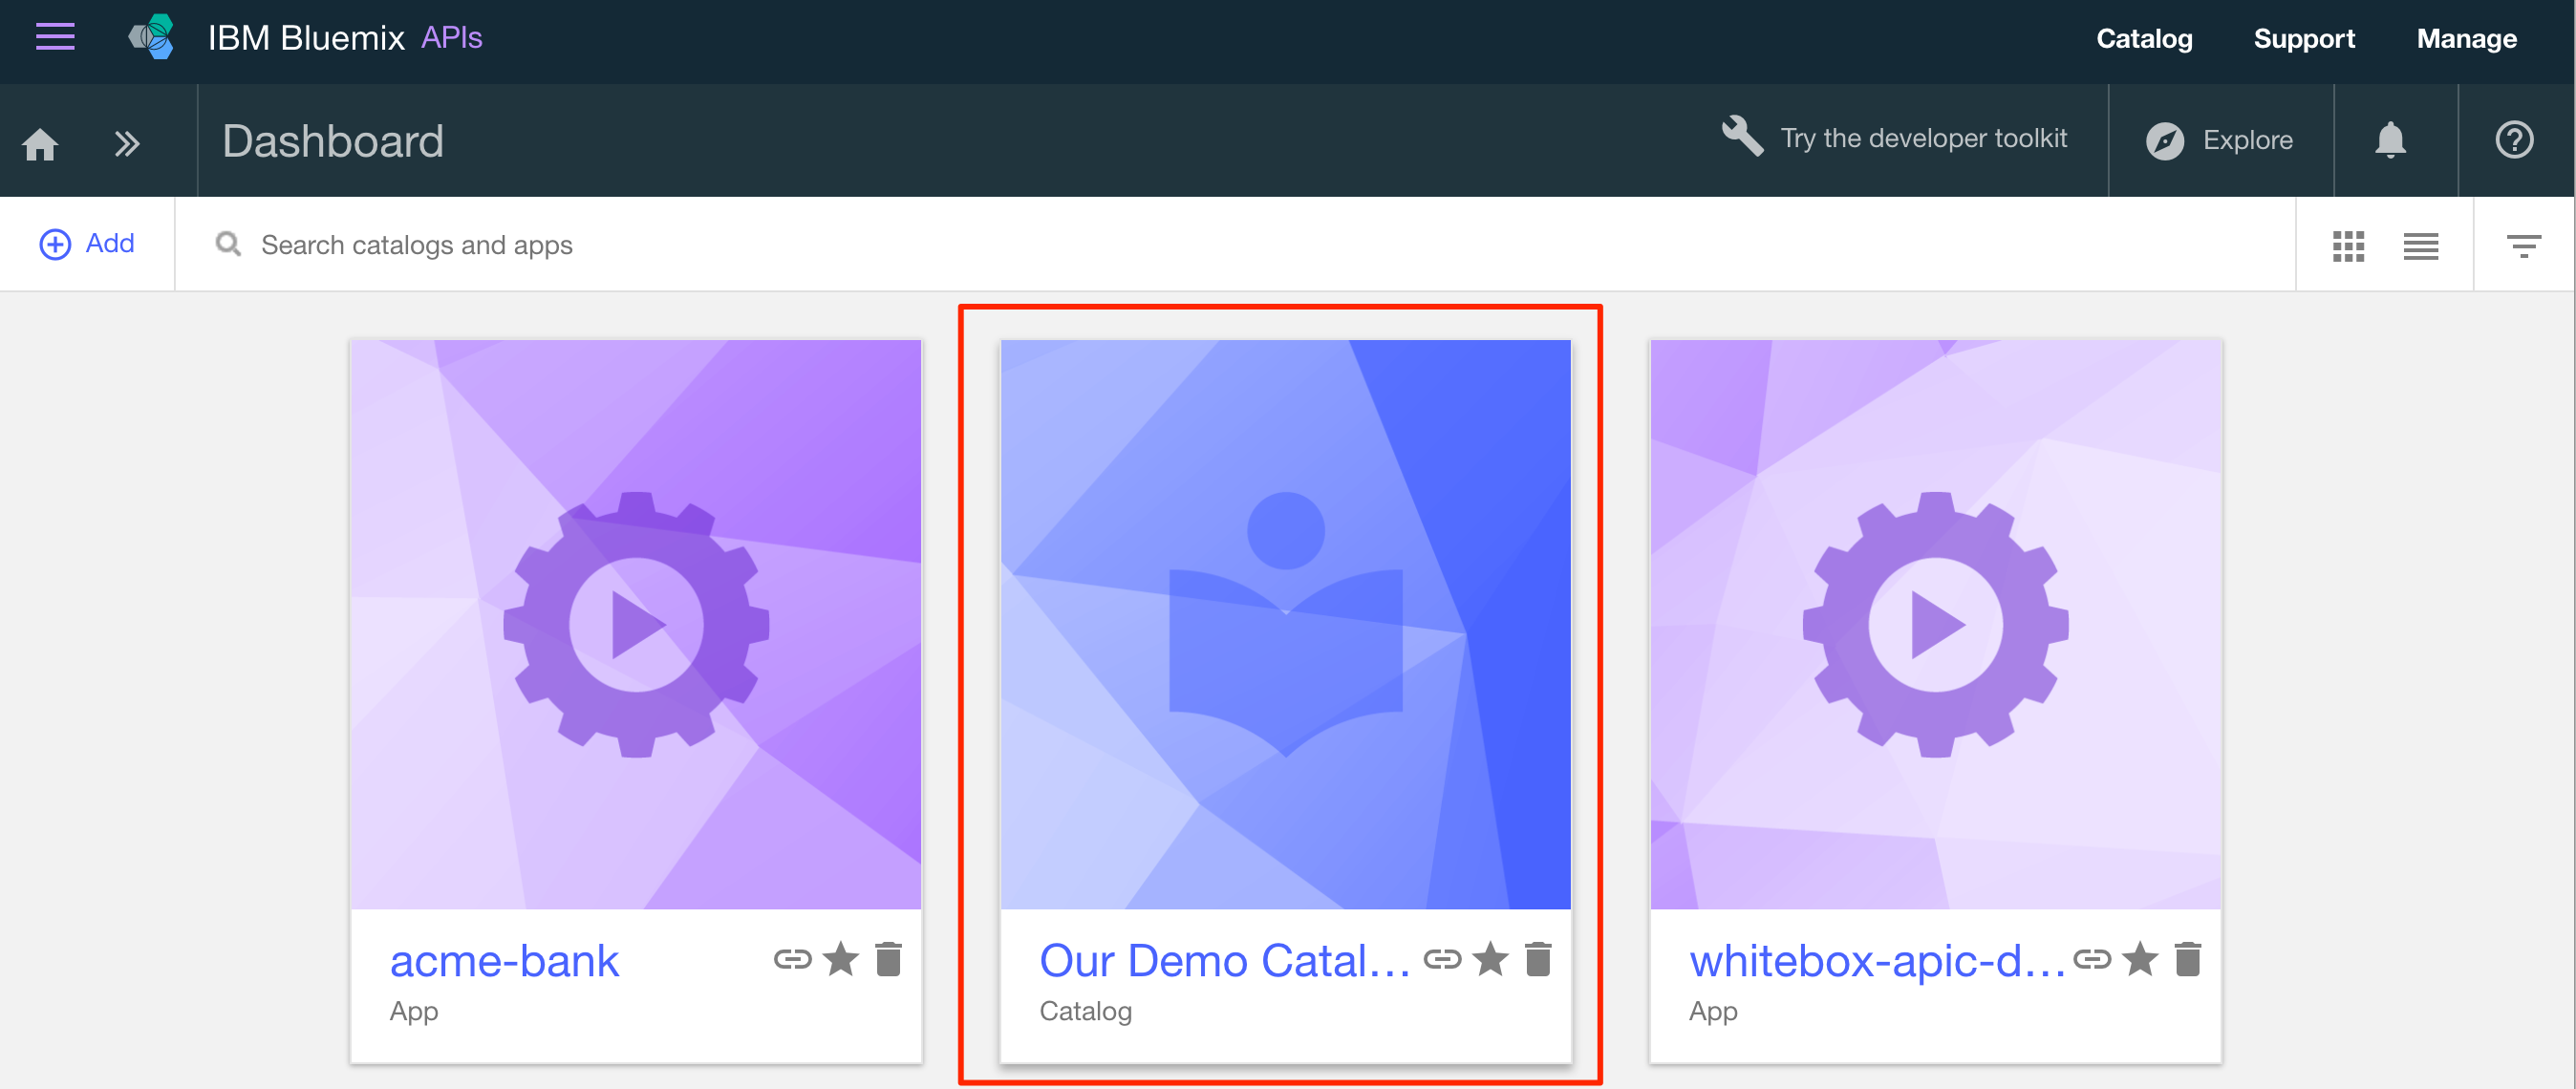 IBM Bluemix APIs Catalog Support Manage
Dashboard Try the developer toolkit Explore
Add Search catalogs and apps
acme-bank
App
Our Demo Catal...
Catalog
whitebox-apic-d...
App